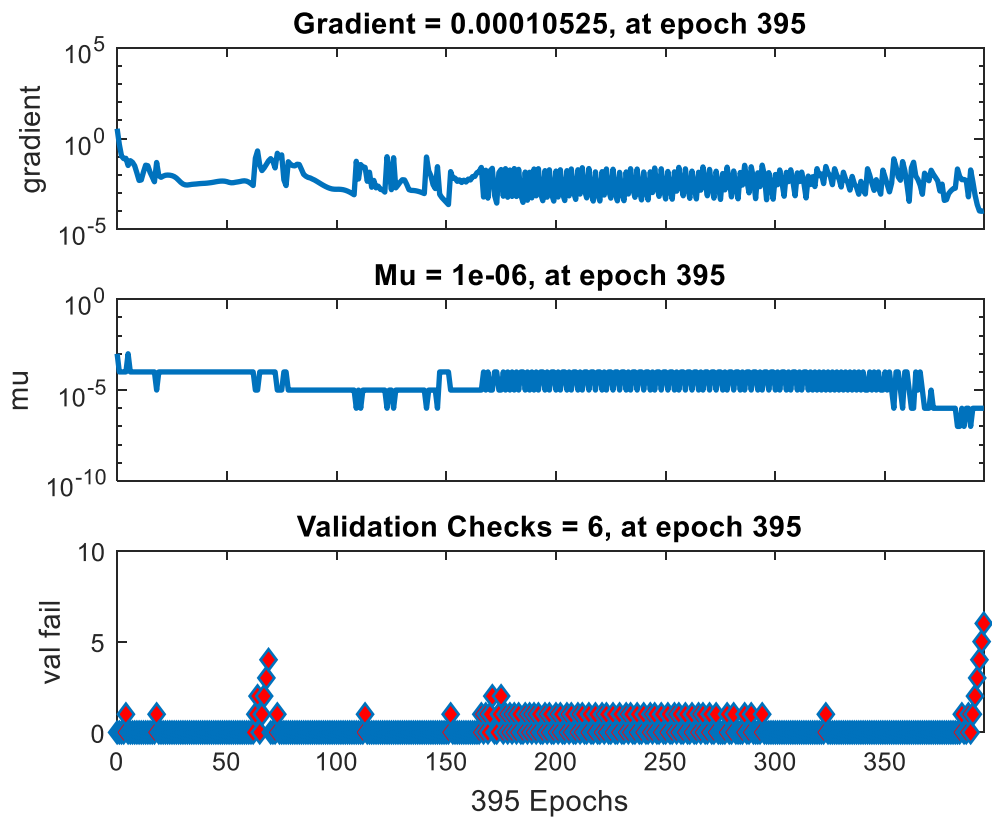 Gradient = 0.00010525, at epoch 395
10^5
10^0
10^-5
gradient
Mu = 1e-06, at epoch 395
10^0
10^-5
10^-10
mu
Validation Checks = 6, at epoch 395
10
5
0
val fail
0 50 100 150 200 250 300 350
395 Epochs